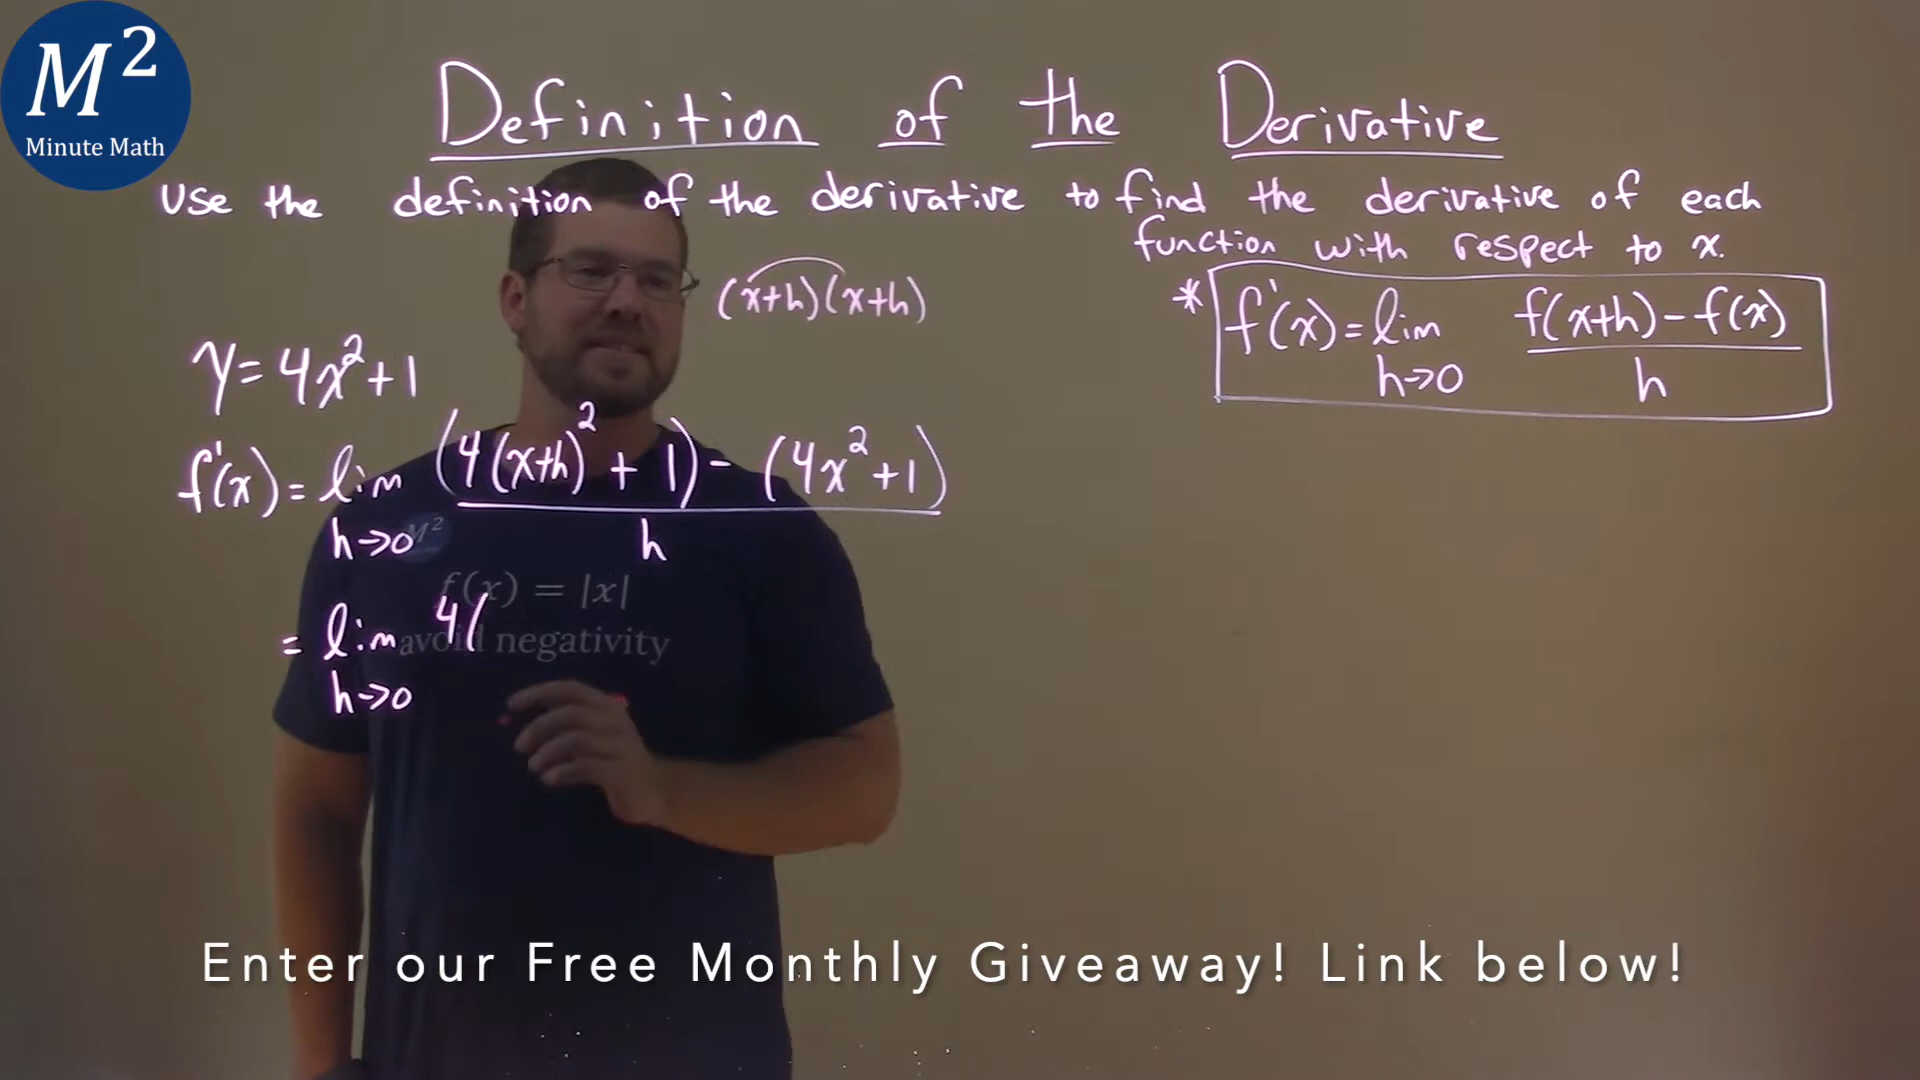 M²
Minute Math
Definition of the Derivative
Use the definition of the derivative to find the derivative of each
function with respect to x.
(x+h)(x+h)
* f'(x) = lim f(x+h) - f(x)
h→0 h
y = 4x² + 1
f'(x) = lim (4(x+h)² + 1) - (4x² + 1)
h→0 h
M²
f(x) = |x|
= lim 4(
avoid negativity
h→0
Enter our Free Monthly Giveaway! Link below!